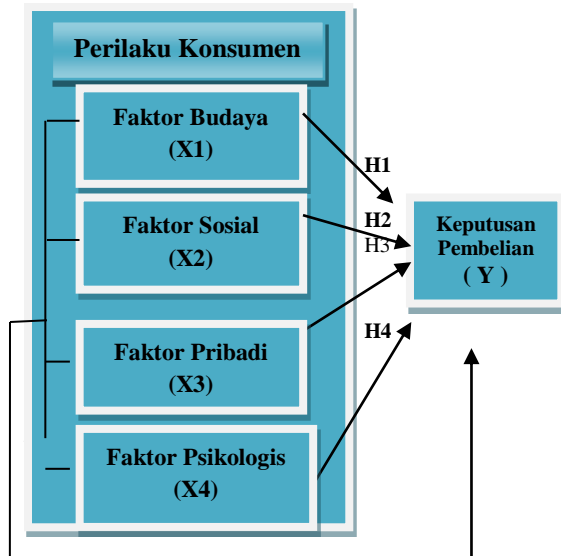 Perilaku Konsumen
Faktor Budaya
(X1)
H1
Faktor Sosial
(X2)
H2
H3
Keputusan
Pembelian
( Y )
Faktor Pribadi
(X3)
H4
Faktor Psikologis
(X4)